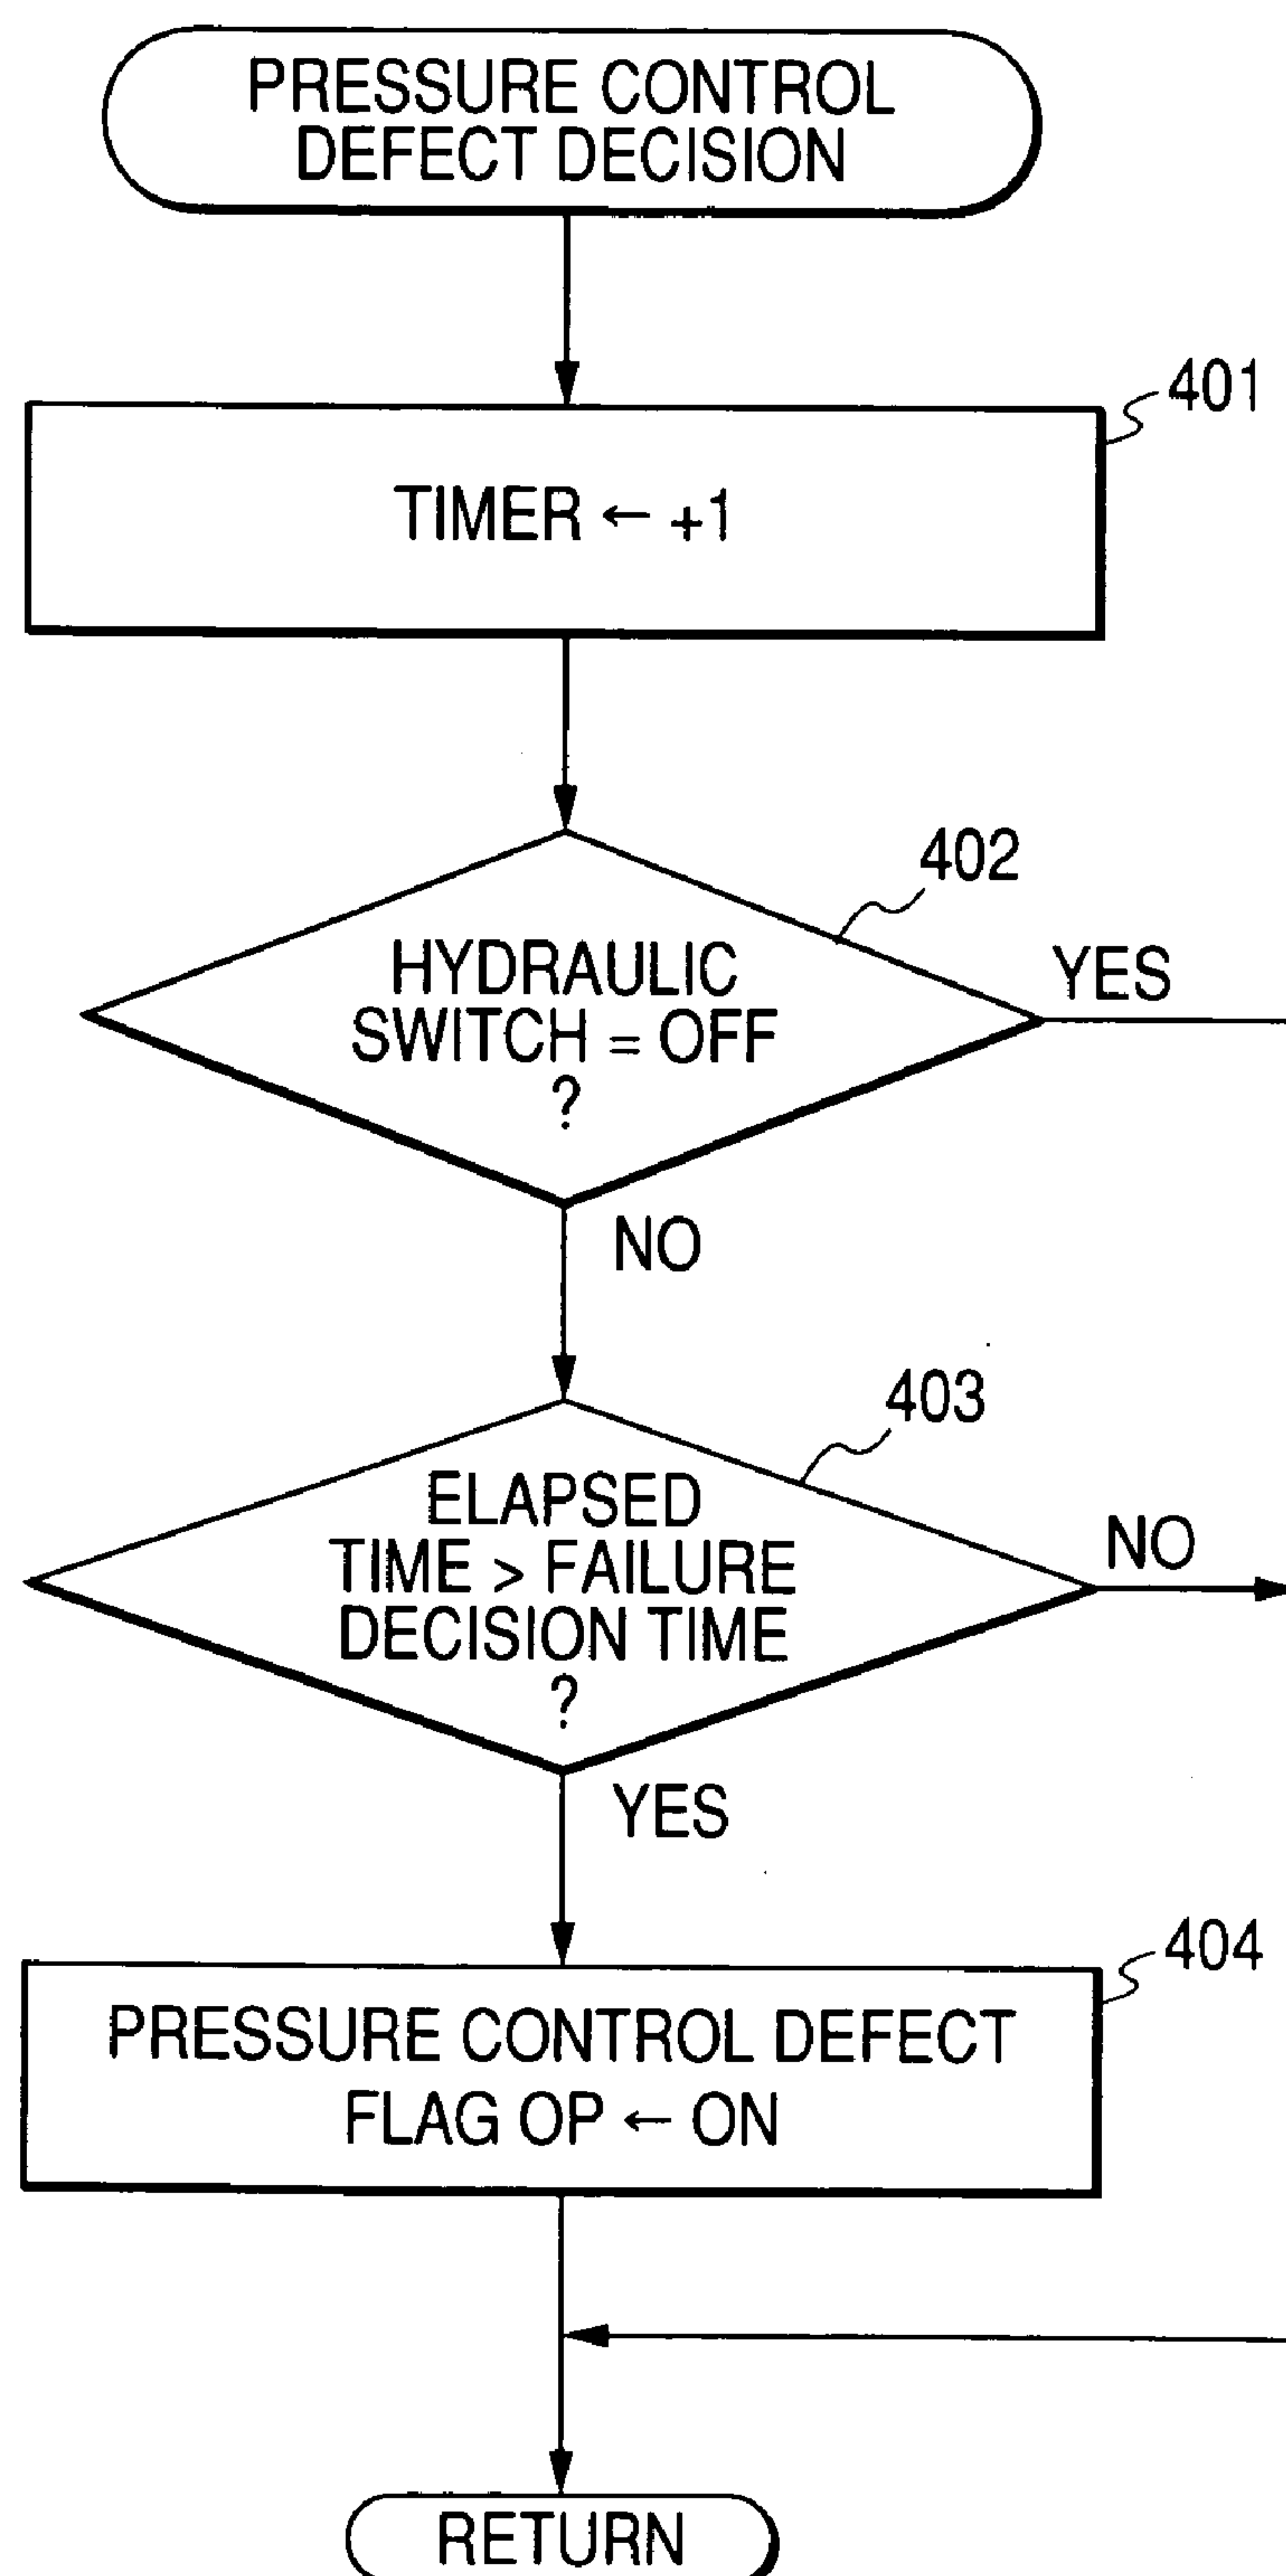 PRESSURE CONTROL
DEFECT DECISION
401
TIMER ← +1
402
HYDRAULIC
SWITCH = OFF
?
YES
NO
403
ELAPSED
TIME > FAILURE
DECISION TIME
?
NO
YES
404
PRESSURE CONTROL DEFECT
FLAG OP ← ON
RETURN